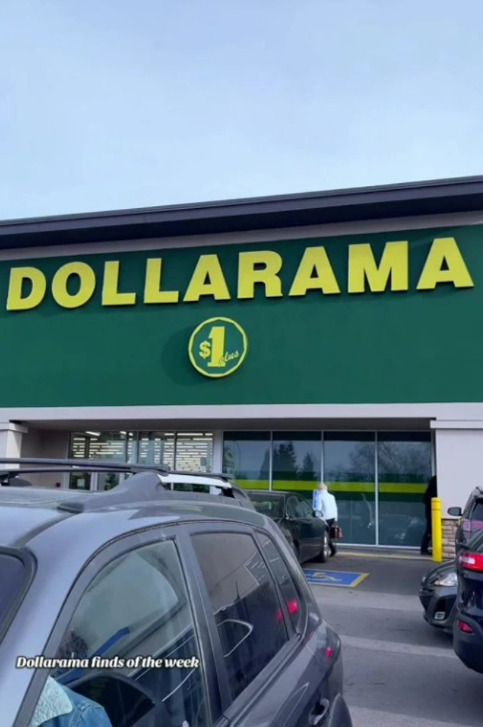 DOLLARAMA
$1 plus
Dollarama finds of the week